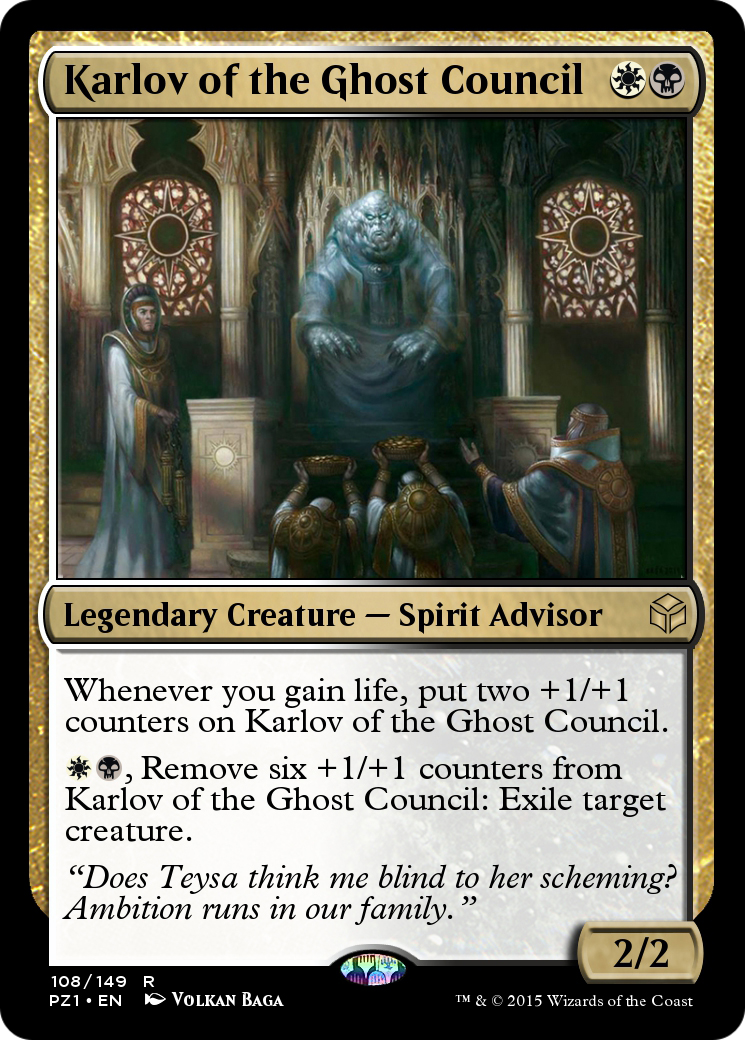 Karlov of the Ghost Council
Legendary Creature — Spirit Advisor
Whenever you gain life, put two +1/+1
counters on Karlov of the Ghost Council.
, Remove six +1/+1 counters from
Karlov of the Ghost Council: Exile target
creature.
“Does Teysa think me blind to her scheming?
Ambition runs in our family.”
2/2
108/149 R
PZ1 • EN VOLKAN BAGA
™ & © 2015 Wizards of the Coast